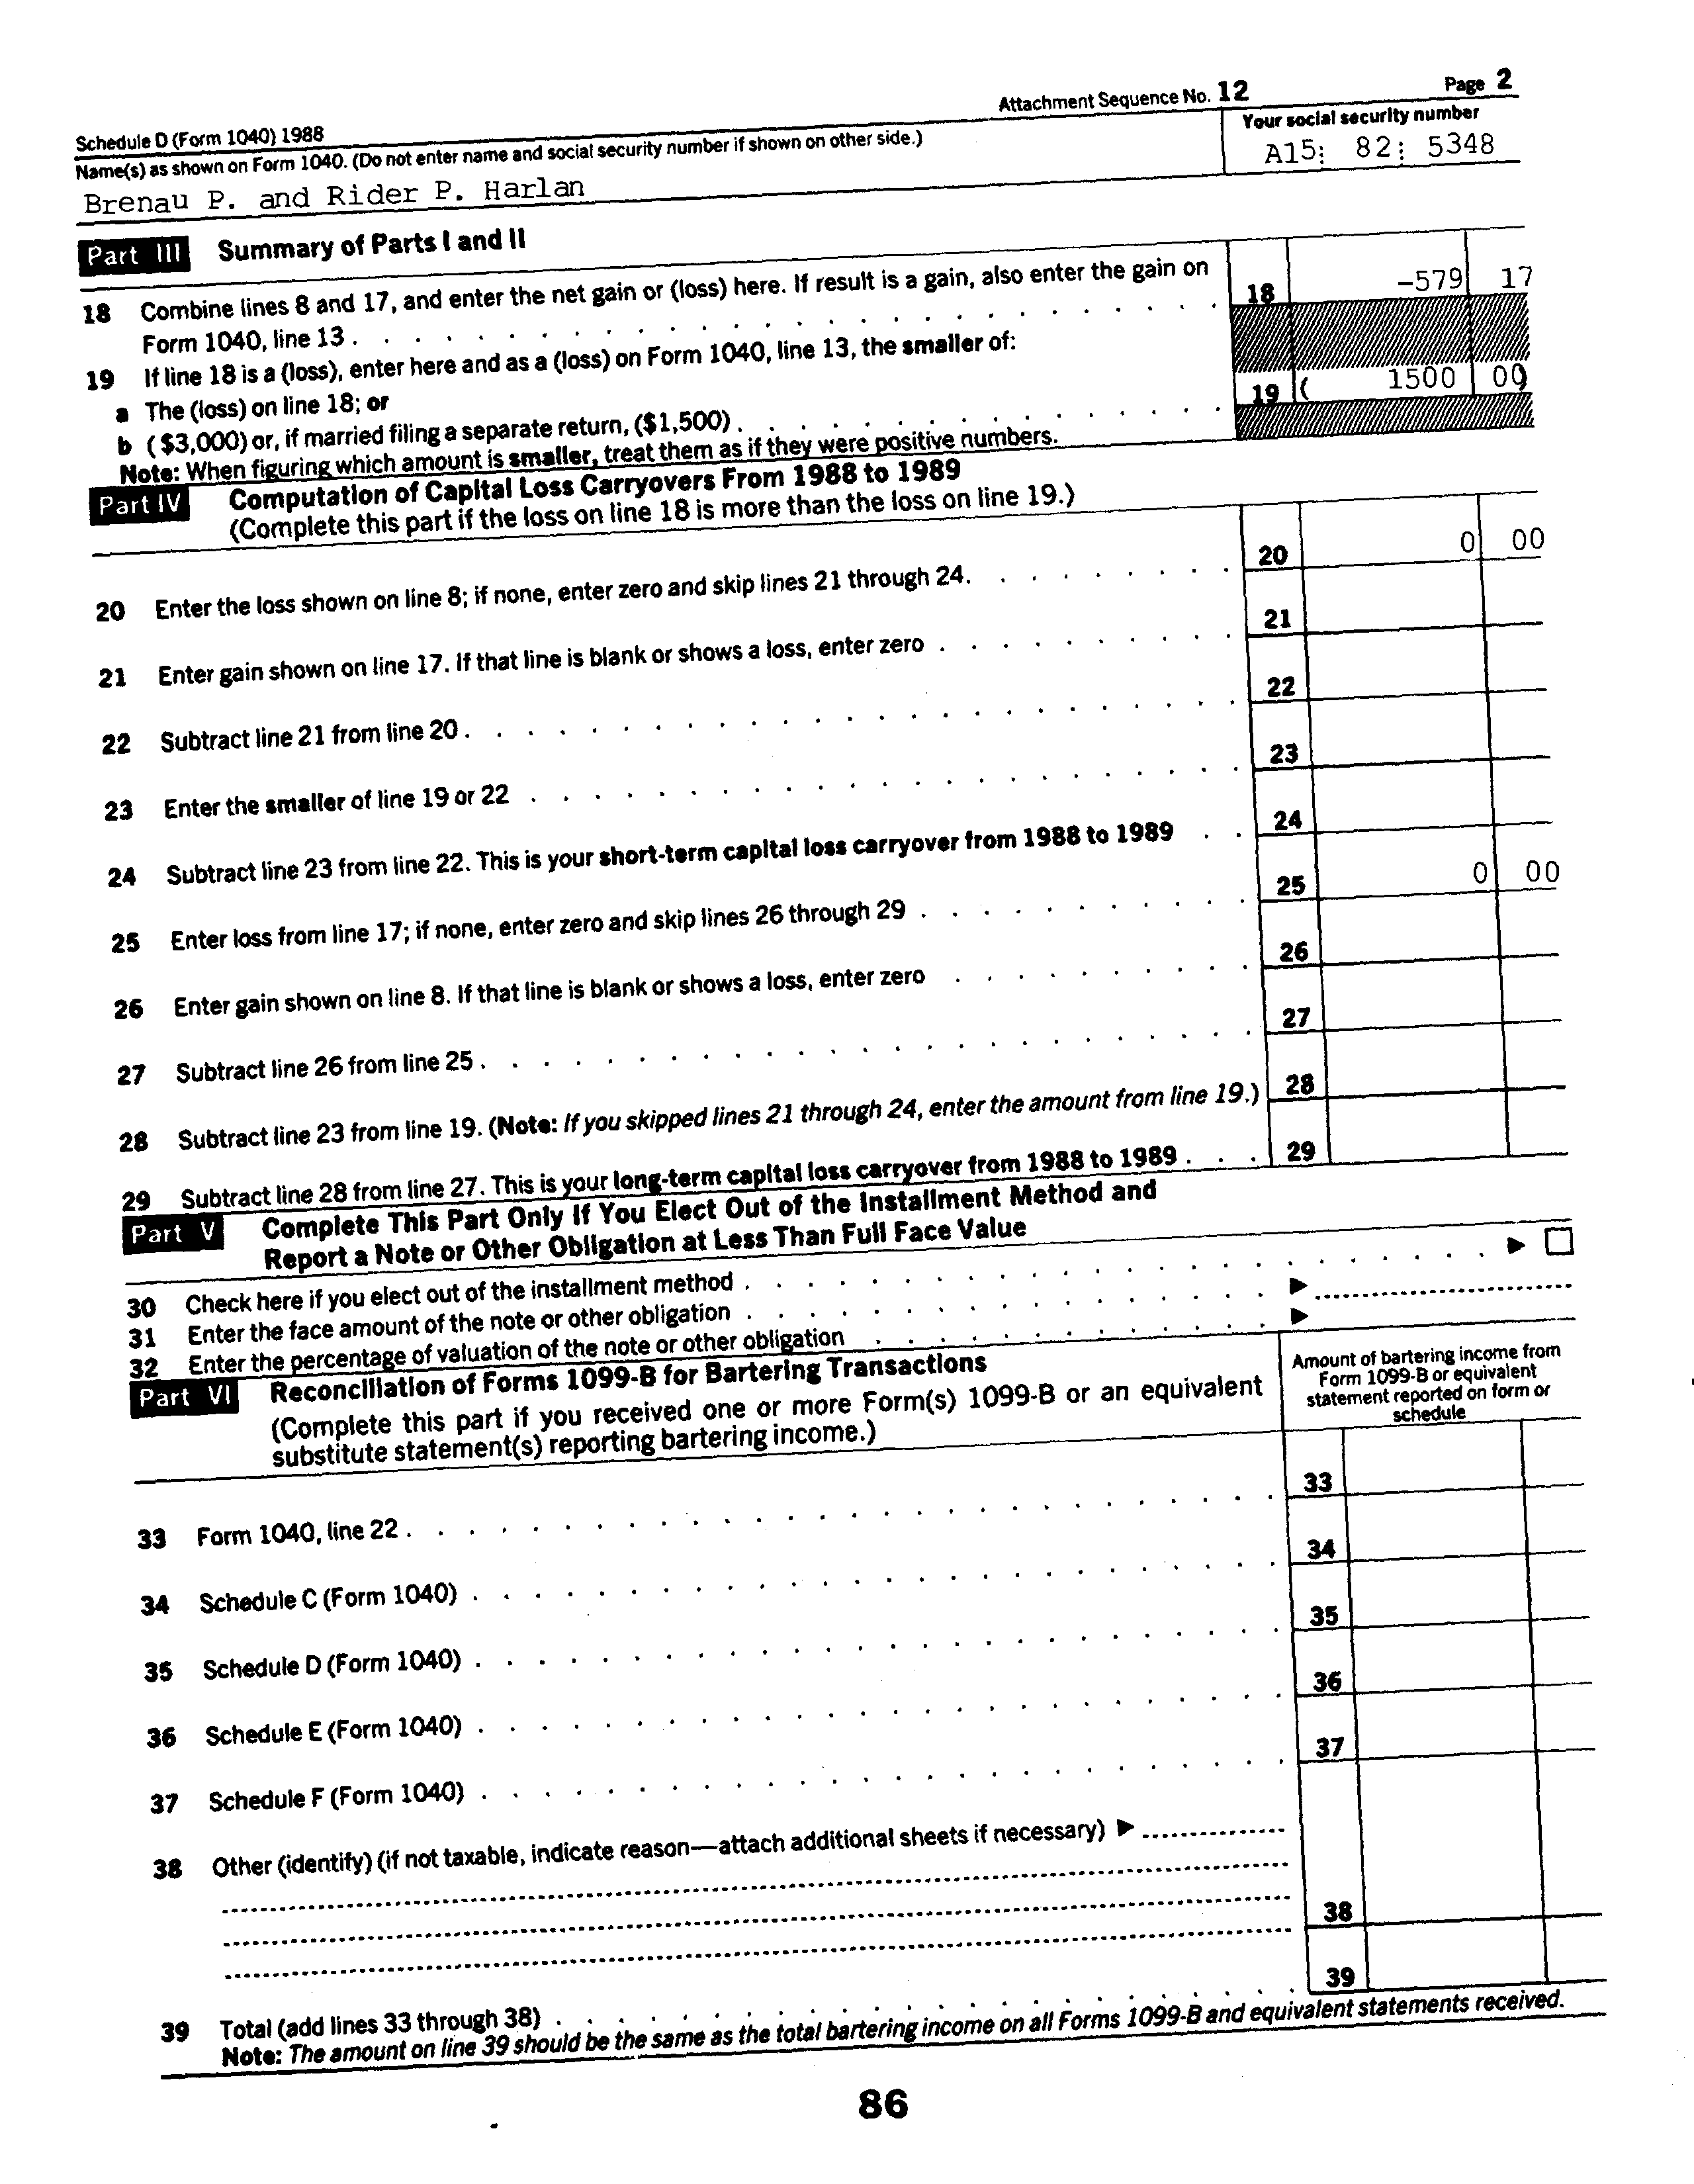 Schedule D (Form 1040) 1988 Attachment Sequence No. 12 Page 2
Name(s) as shown on Form 1040. (Do not enter name and social security number if shown on other side.) Your social security number
Brenau P. and Rider P. Harlan A15: 82: 5348
Part III Summary of Parts I and II
18 Combine lines 8 and 17, and enter the net gain or (loss) here. If result is a gain, also enter the gain on
Form 1040, line 13 . . . 18 -579 17
19 If line 18 is a (loss), enter here and as a (loss) on Form 1040, line 13, the smaller of:
a The (loss) on line 18; or
b ($3,000) or, if married filing a separate return, ($1,500) . . . 19 ( 1500 00)
Note: When figuring which amount is smaller, treat them as if they were positive numbers.
Part IV Computation of Capital Loss Carryovers From 1988 to 1989
(Complete this part if the loss on line 18 is more than the loss on line 19.)
20 Enter the loss shown on line 8; if none, enter zero and skip lines 21 through 24. . . . 20 0 00
21 Enter gain shown on line 17. If that line is blank or shows a loss, enter zero . . . 21
22 Subtract line 21 from line 20 . . . 22
23 Enter the smaller of line 19 or 22 . . . 23
24 Subtract line 23 from line 22. This is your short-term capital loss carryover from 1988 to 1989 . . 24
25 Enter loss from line 17; if none, enter zero and skip lines 26 through 29 . . . 25 0 00
26 Enter gain shown on line 8. If that line is blank or shows a loss, enter zero . . . 26
27 Subtract line 26 from line 25 . . . 27
28 Subtract line 23 from line 19. (Note: If you skipped lines 21 through 24, enter the amount from line 19.) 28
29 Subtract line 28 from line 27. This is your long-term capital loss carryover from 1988 to 1989 . . . 29
Part V Complete This Part Only If You Elect Out of the Installment Method and
Report a Note or Other Obligation at Less Than Full Face Value
30 Check here if you elect out of the installment method . . . ▶ ☐
31 Enter the face amount of the note or other obligation . . . ▶
32 Enter the percentage of valuation of the note or other obligation . . . ▶
Part VI Reconciliation of Forms 1099-B for Bartering Transactions
(Complete this part if you received one or more Form(s) 1099-B or an equivalent
substitute statement(s) reporting bartering income.)
Amount of bartering income from
Form 1099-B or equivalent
statement reported on form or
schedule
33 Form 1040, line 22 . . . 33
34 Schedule C (Form 1040) . . . 34
35 Schedule D (Form 1040) . . . 35
36 Schedule E (Form 1040) . . . 36
37 Schedule F (Form 1040) . . . 37
38 Other (identify) (if not taxable, indicate reason—attach additional sheets if necessary) ▶
38
39 Total (add lines 33 through 38) . . . 39
Note: The amount on line 39 should be the same as the total bartering income on all Forms 1099-B and equivalent statements received.
86